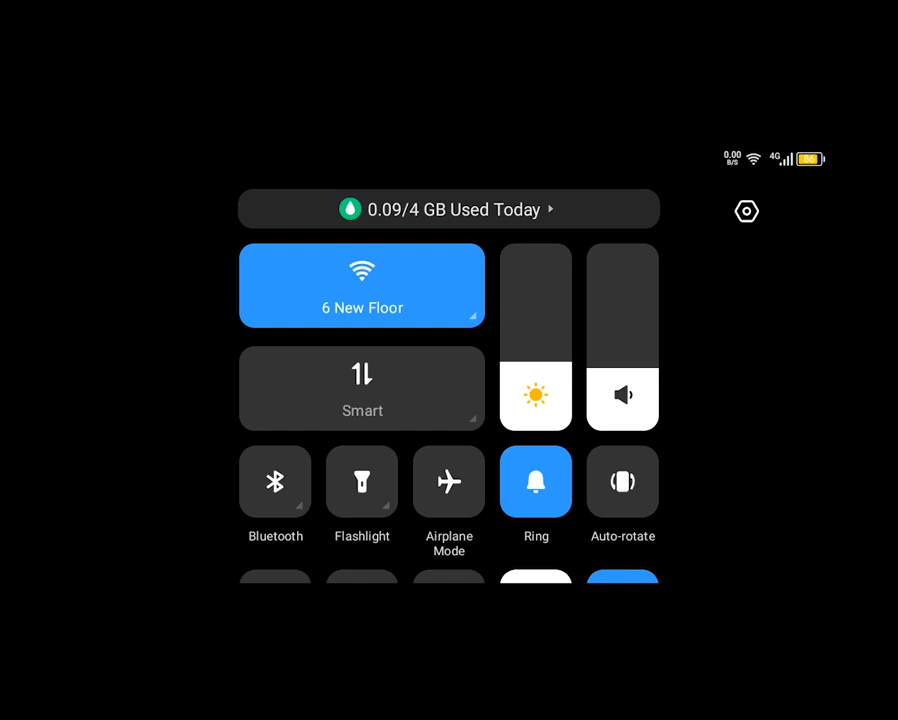 0.00
B/S
4G
86
0.09/4 GB Used Today
6 New Floor
Smart
Bluetooth
Flashlight
Airplane
Mode
Ring
Auto-rotate